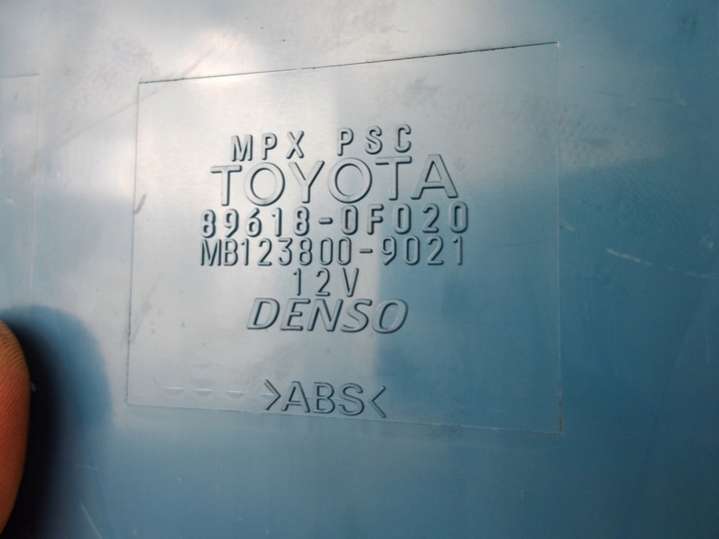 MPX PSC
TOYOTA
89618-0F020
MB123800-9021
12V
DENSO
>ABS<